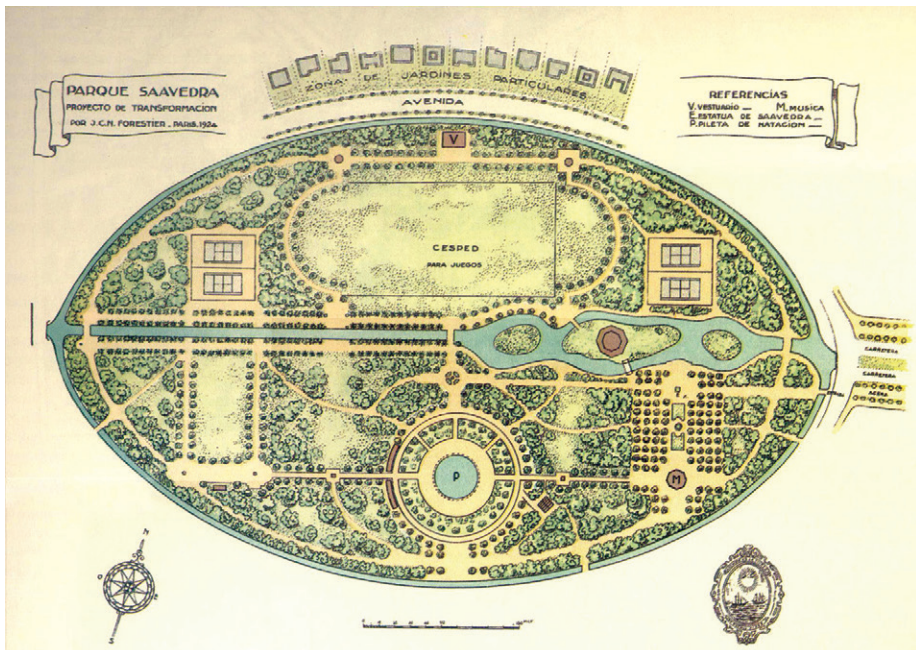 ZONA DE JARDINES PARTICULARES
AVENIDA
PARQUE SAAVEDRA
PROYECTO DE TRANSFORMACION
POR J.C.N. FORESTIER. PARIS. 1924
REFERENCIAS
V. VESTUARIO — M. MUSICA
E. ESTATUA DE SAAVEDRA —
P. PILETA DE NATACION —
V
CESPED
PARA JUEGOS
CARRETERA
CARRETERA
ACERA
P
M
N
S